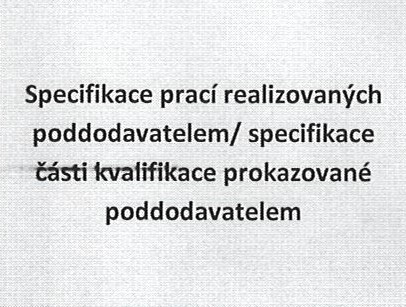 Specifikace prací realizovaných
poddodavatelem/ specifikace
části kvalifikace prokazované
poddodavatelem